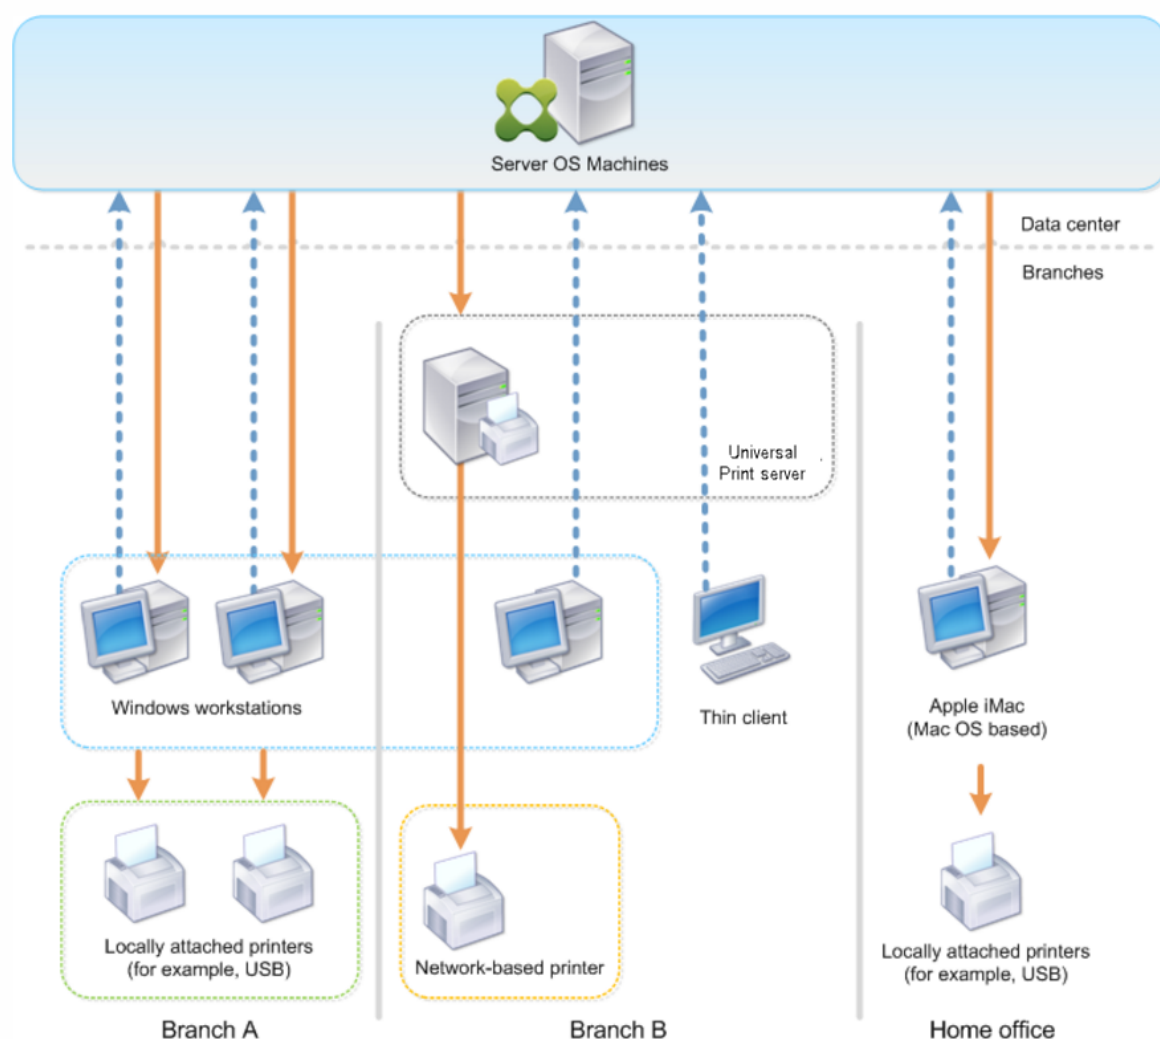 Server OS Machines
Data center
Branches
Universal
Print server
Windows workstations
Thin client
Apple iMac
(Mac OS based)
Locally attached printers
(for example, USB)
Network-based printer
Locally attached printers
(for example, USB)
Branch A
Branch B
Home office